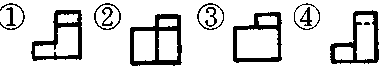 ① ② ③ ④